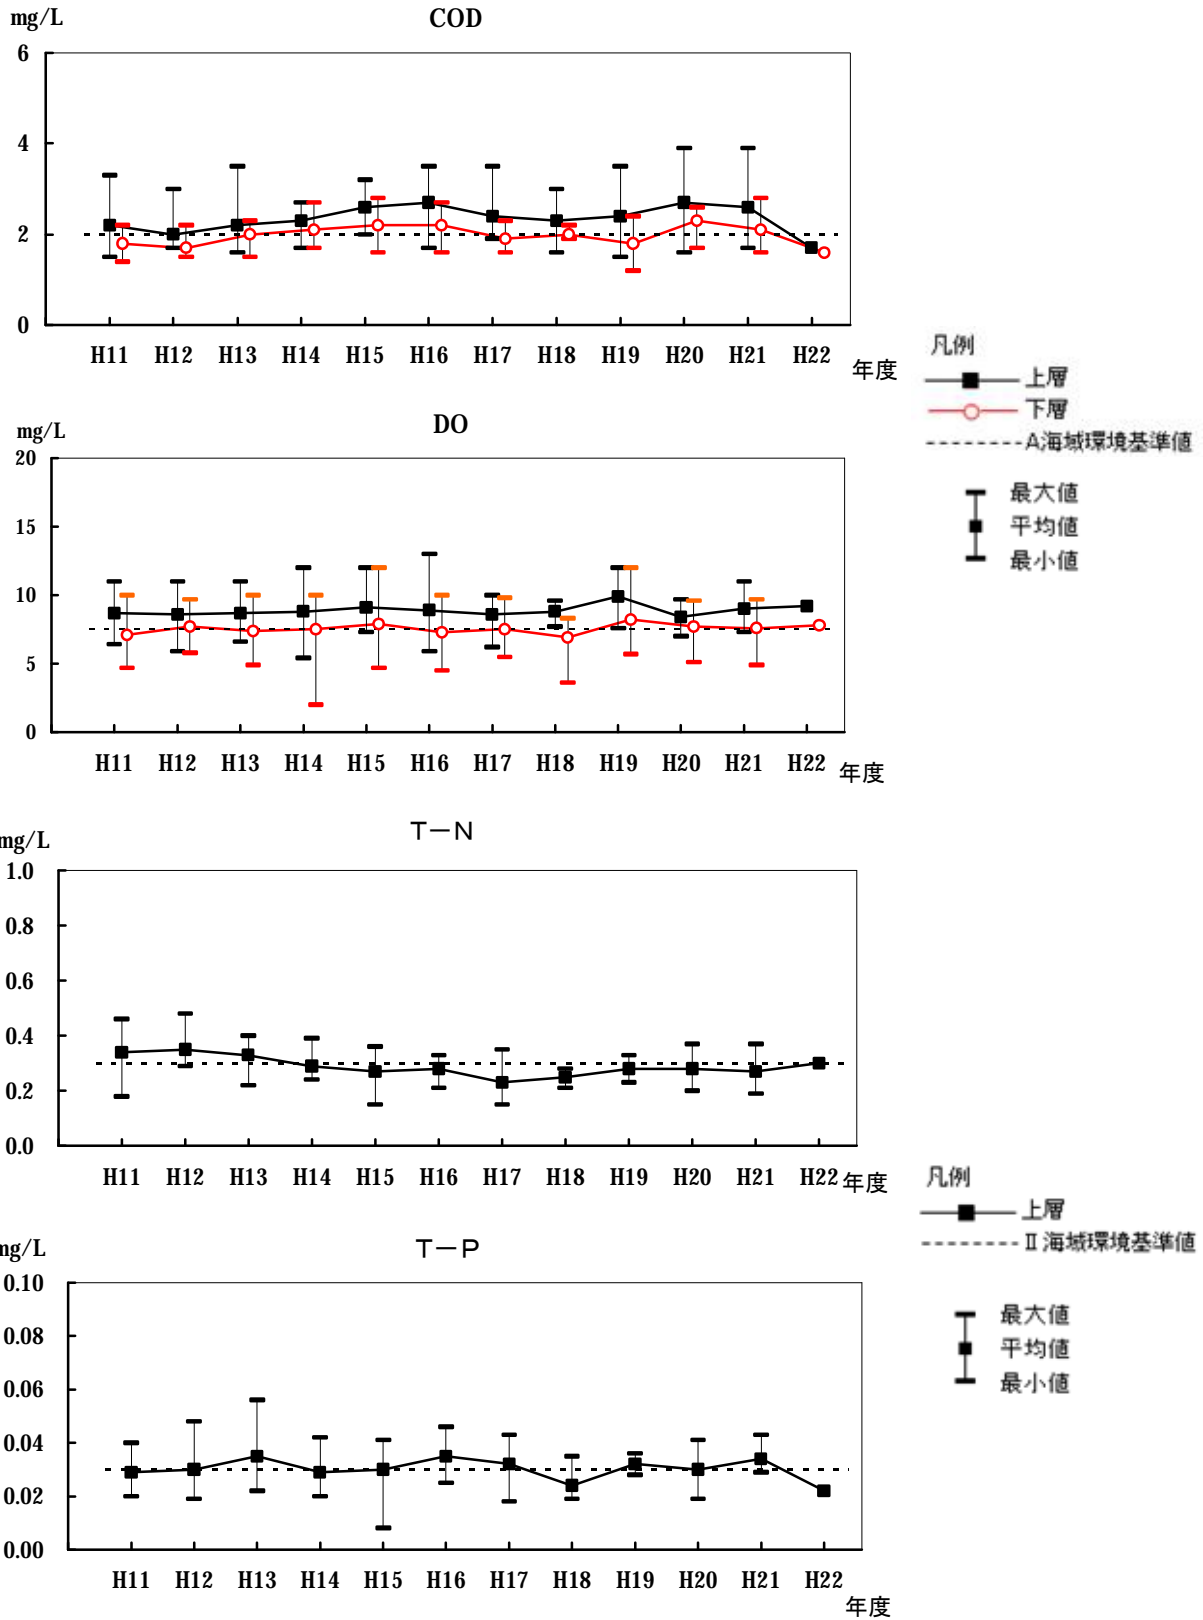 mg/L
COD
6
4
2
0
H11 H12 H13 H14 H15 H16 H17 H18 H19 H20 H21 H22 年度
凡例
上層
下層
A海域環境基準値
最大値
平均値
最小値
mg/L
DO
20
15
10
5
0
H11 H12 H13 H14 H15 H16 H17 H18 H19 H20 H21 H22 年度
mg/L
T−N
1.0
0.8
0.6
0.4
0.2
0.0
H11 H12 H13 H14 H15 H16 H17 H18 H19 H20 H21 H22 年度
凡例
上層
Ⅱ海域環境基準値
最大値
平均値
最小値
mg/L
T−P
0.10
0.08
0.06
0.04
0.02
0.00
H11 H12 H13 H14 H15 H16 H17 H18 H19 H20 H21 H22
年度